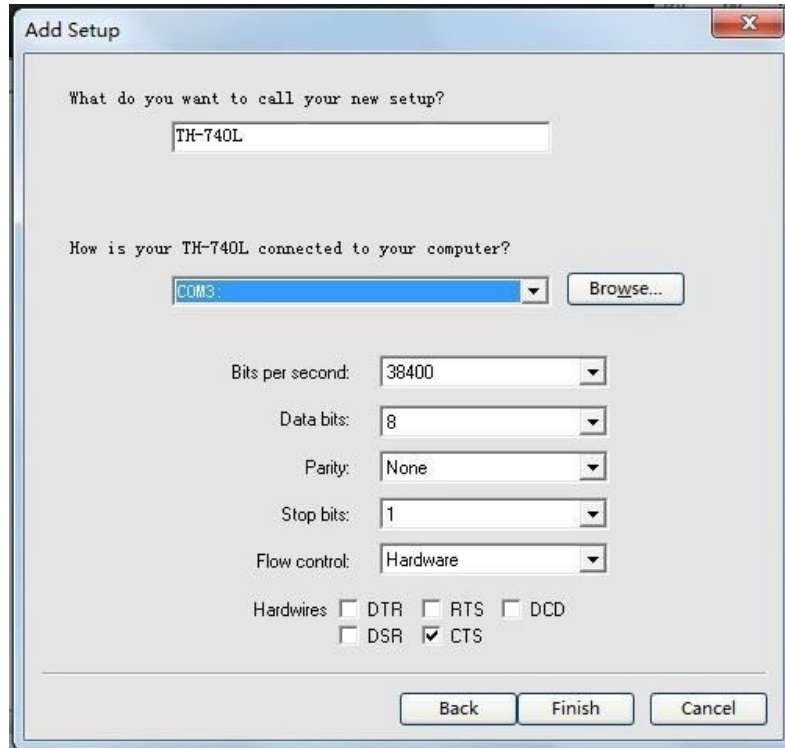 Add Setup
What do you want to call your new setup?
TH-740L
How is your TH-740L connected to your computer?
COM3:
Browse...
Bits per second: 38400
Data bits: 8
Parity: None
Stop bits: 1
Flow control: Hardware
Hardwires DTR RTS DCD
DSR CTS
Back Finish Cancel